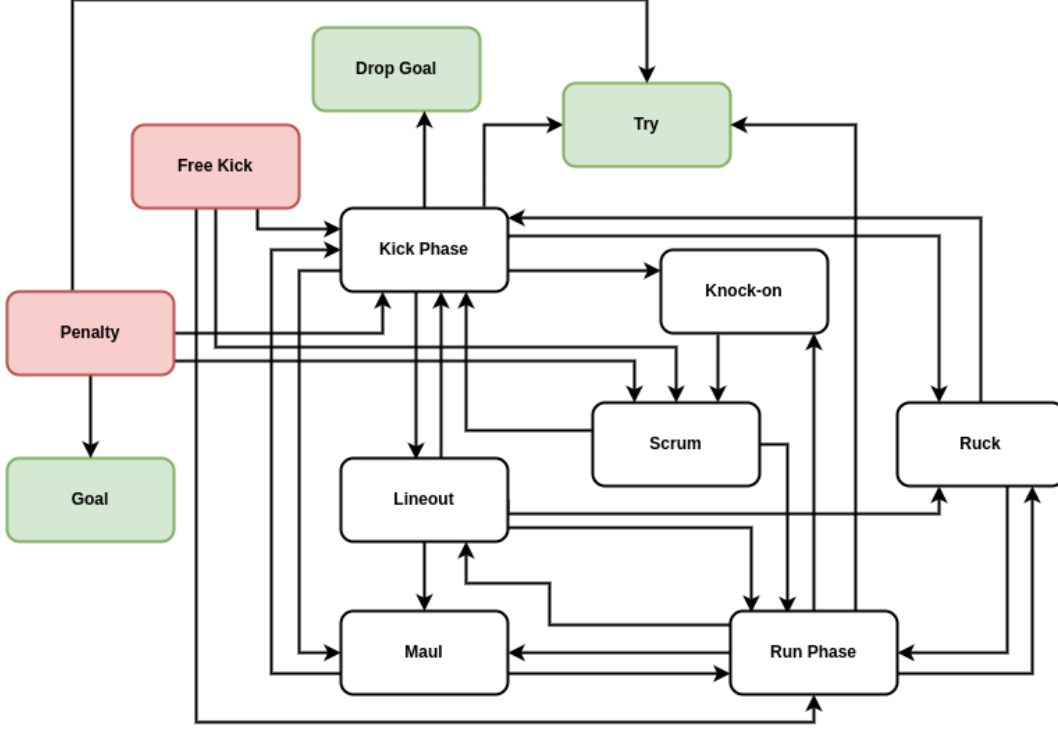 Drop Goal
Try
Free Kick
Kick Phase
Knock-on
Penalty
Scrum
Ruck
Goal
Lineout
Maul
Run Phase